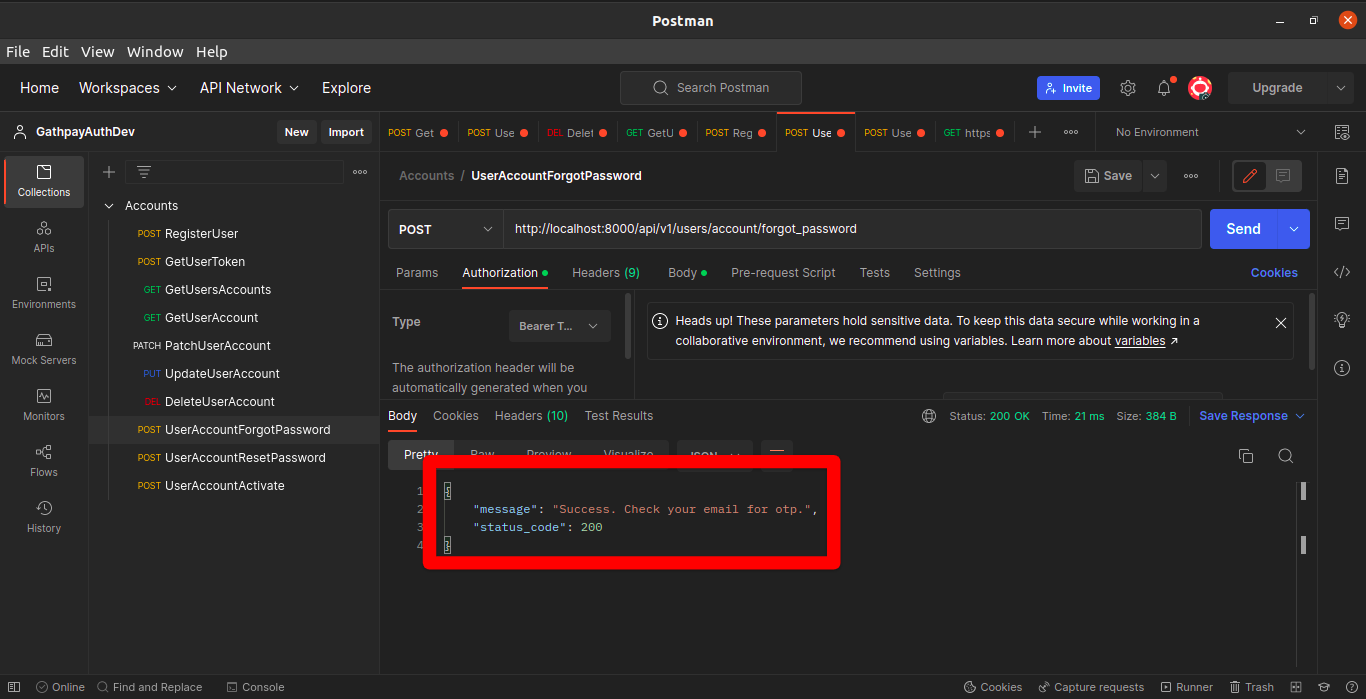 Postman
File Edit View Window Help
Home Workspaces API Network Explore Search Postman Invite Upgrade
GathpayAuthDev New Import
POST Get POST Use DEL Delet GET GetU POST Reg POST Use POST Use GET https No Environment
Collections
APIs
Environments
Mock Servers
Monitors
Flows
History
Accounts
POST RegisterUser
POST GetUserToken
GET GetUsersAccounts
GET GetUserAccount
PATCH PatchUserAccount
PUT UpdateUserAccount
DEL DeleteUserAccount
POST UserAccountForgotPassword
POST UserAccountResetPassword
POST UserAccountActivate
Accounts / UserAccountForgotPassword Save
POST http://localhost:8000/api/v1/users/account/forgot_password Send
Params Authorization Headers (9) Body Pre-request Script Tests Settings Cookies
Type Bearer T...
The authorization header will be
automatically generated when you
Heads up! These parameters hold sensitive data. To keep this data secure while working in a
collaborative environment, we recommend using variables. Learn more about variables
Body Cookies Headers (10) Test Results Status: 200 OK Time: 21 ms Size: 384 B Save Response
Pretty Raw Preview Visualize JSON
1 {
2 "message": "Success. Check your email for otp.",
3 "status_code": 200
4 }
Online Find and Replace Console Cookies Capture requests Runner Trash